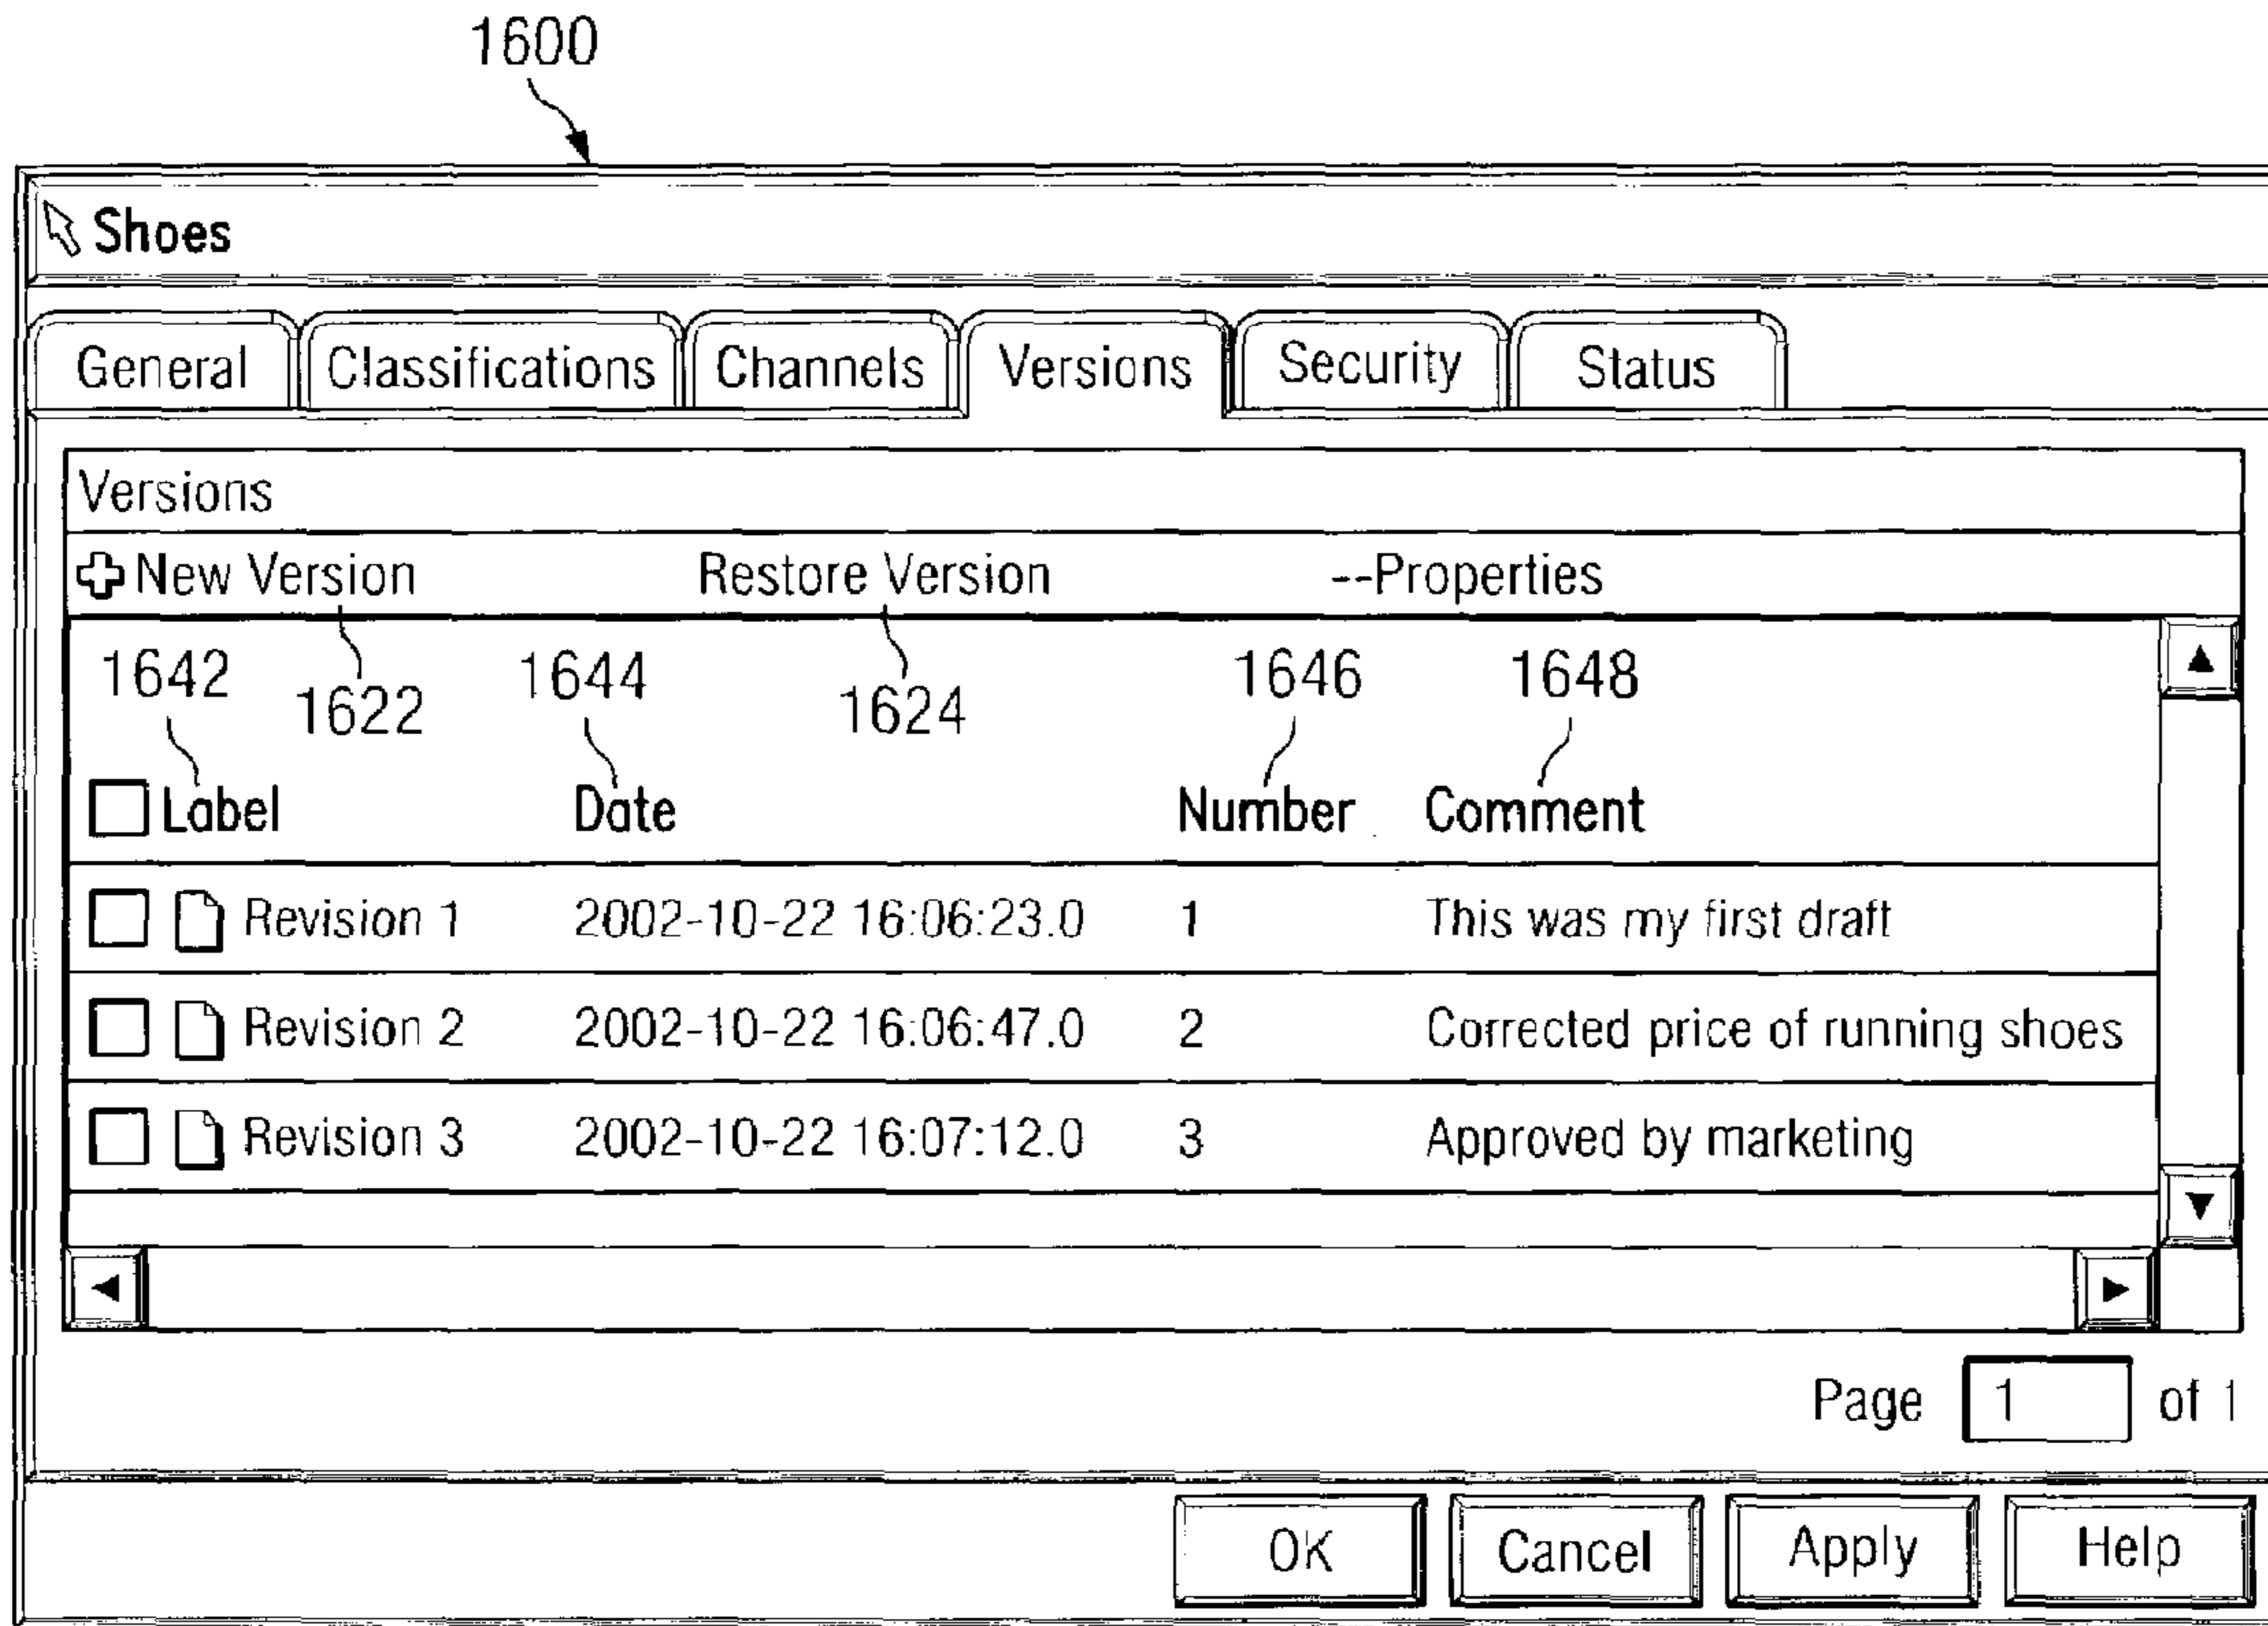 1600
Shoes
General Classifications Channels Versions Security Status
Versions
New Version Restore Version --Properties
1642 1622 1644 1624 1646 1648
Label Date Number Comment
Revision 1 2002-10-22 16:06:23.0 1 This was my first draft
Revision 2 2002-10-22 16:06:47.0 2 Corrected price of running shoes
Revision 3 2002-10-22 16:07:12.0 3 Approved by marketing
Page 1 of 1
OK Cancel Apply Help